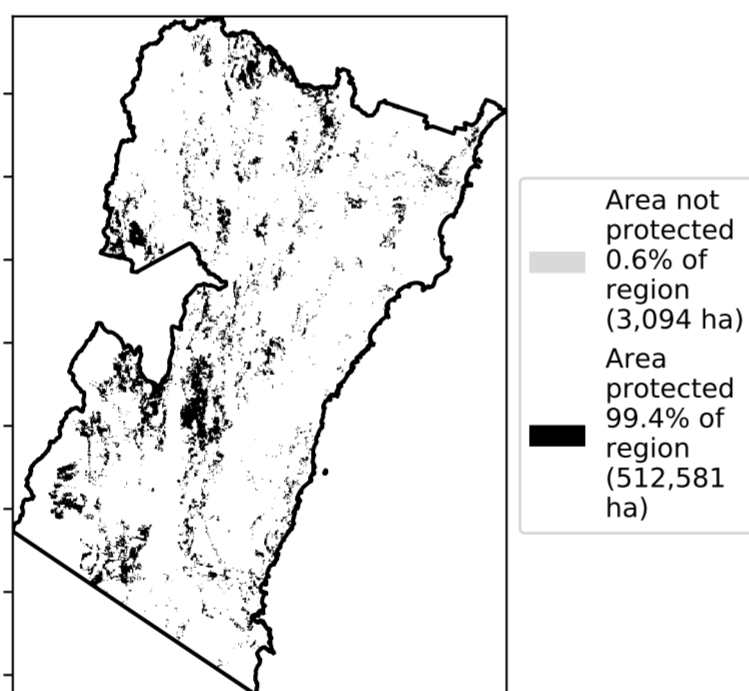 Area not
protected
0.6% of
region
(3,094 ha)
Area
protected
99.4% of
region
(512,581
ha)